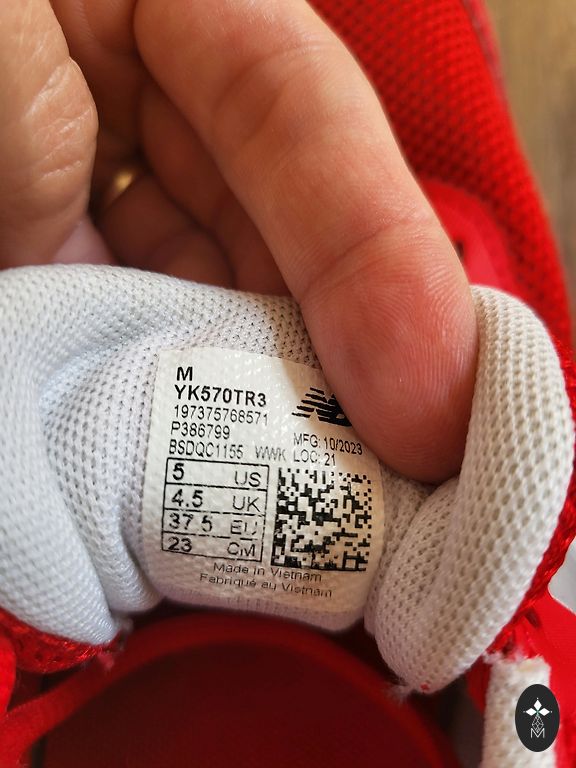 M
YK570TR3
197375768571
P386799
MFG: 10/2023
BSDQC1155 WWK LOC: 21
5 US
4.5 UK
37.5 EU
23 CM
Made in Vietnam
Fabriqué au Vietnam
M